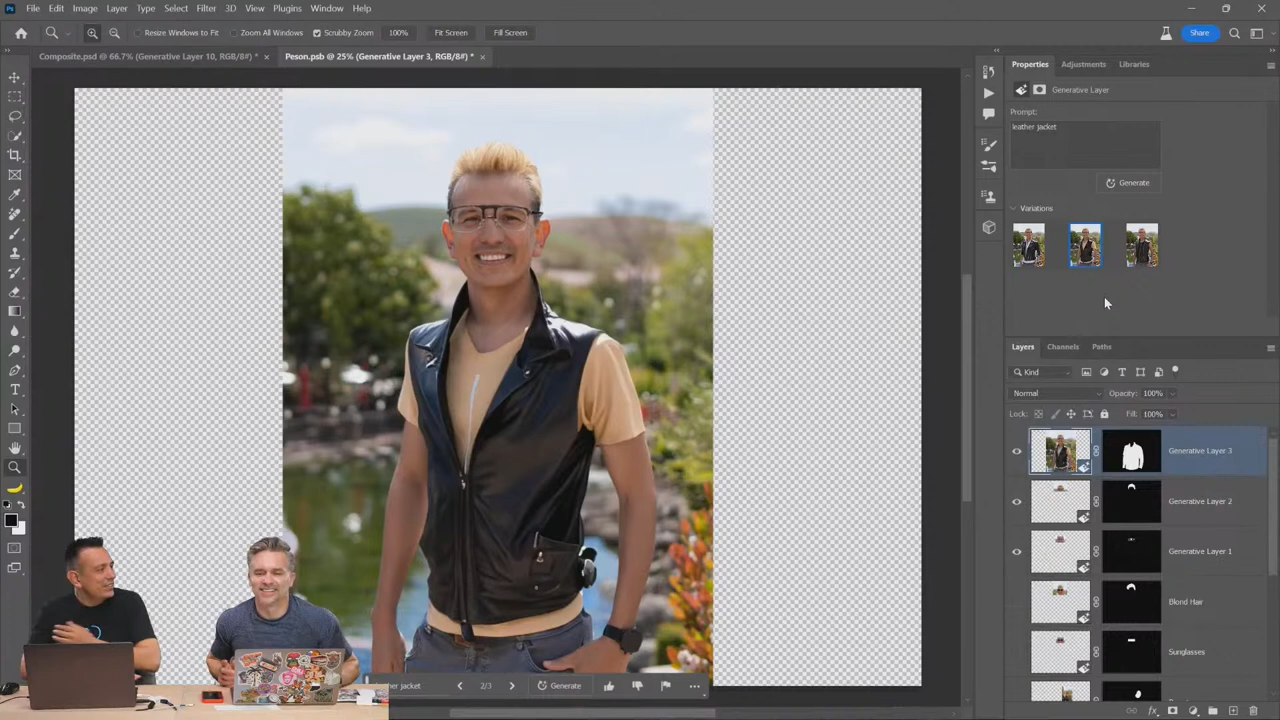 Ps File Edit Image Layer Type Select Filter 3D View Plugins Window Help
Resize Windows to Fit Zoom All Windows Scrubby Zoom 100% Fit Screen Fill Screen Share
Composite.psd @ 66.7% (Generative Layer 10, RGB/8#) * × Peson.psb @ 25% (Generative Layer 3, RGB/8#) * ×
Properties Adjustments Libraries
Generative Layer
Prompt:
leather jacket
Generate
Variations
Layers Channels Paths
Kind
Normal Opacity: 100%
Lock: Fill: 100%
Generative Layer 3
Generative Layer 2
Generative Layer 1
Blond Hair
Sunglasses
jacket 2/3 Generate
fx